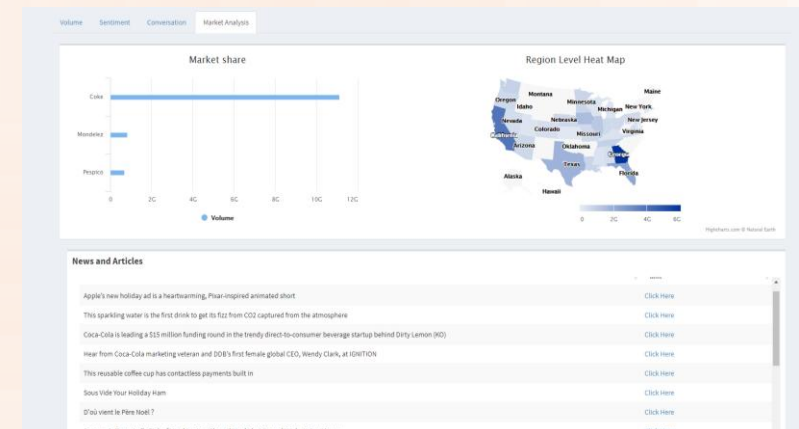 Volume Sentiment Conversation Market Analysis
Market share
Coke
Mondelez
Pespico
0 2G 4G 6G 8G 10G 12G
Volume
Region Level Heat Map
Maine
Montana
Oregon
Minnesota
Idaho
Michigan New York
Nevada
Nebraska
New Jersey
California
Colorado
Missouri
Virginia
Arizona
Oklahoma
Georgia
Texas
Florida
Alaska
Hawaii
0 2G 4G 6G
Highcharts.com © Natural Earth
News and Articles
Apple's new holiday ad is a heartwarming, Pixar-inspired animated short Click Here
This sparkling water is the first drink to get its fizz from CO2 captured from the atmosphere Click Here
Coca-Cola is leading a $15 million funding round in the trendy direct-to-consumer beverage startup behind Dirty Lemon (KO) Click Here
Hear from Coca-Cola marketing veteran and DDB's first female global CEO, Wendy Clark, at IGNITION Click Here
This reusable coffee cup has contactless payments built in Click Here
Sous Vide Your Holiday Ham Click Here
D'où vient le Père Noël ? Click Here